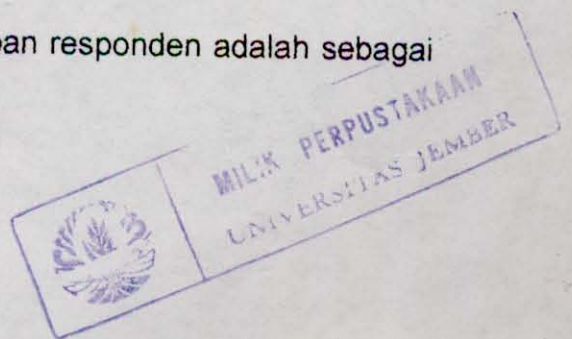 an responden adalah sebagai
MILIK PERPUSTAKAAN
UNIVERSITAS JEMBER